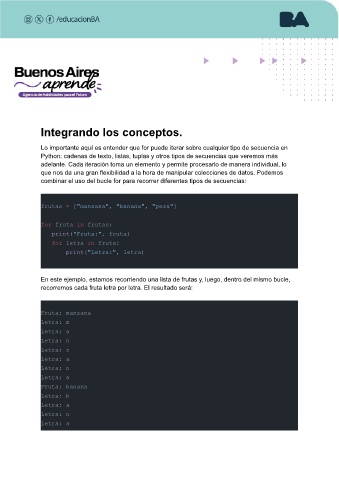 /educacionBA
BA
Buenos Aires
aprende
Agencia de Habilidades para el Futuro
Integrando los conceptos.
Lo importante aquí es entender que for puede iterar sobre cualquier tipo de secuencia en
Python: cadenas de texto, listas, tuplas y otros tipos de secuencias que veremos más
adelante. Cada iteración toma un elemento y permite procesarlo de manera individual, lo
que nos da una gran flexibilidad a la hora de manipular colecciones de datos. Podemos
combinar el uso del bucle for para recorrer diferentes tipos de secuencias:
frutas = ["manzana", "banana", "pera"]
for fruta in frutas:
print("Fruta:", fruta)
for letra in fruta:
print("Letra:", letra)
En este ejemplo, estamos recorriendo una lista de frutas y, luego, dentro del mismo bucle,
recorremos cada fruta letra por letra. El resultado será:
Fruta: manzana
Letra: m
Letra: a
Letra: n
Letra: z
Letra: a
Letra: n
Letra: a
Fruta: banana
Letra: b
Letra: a
Letra: n
Letra: a